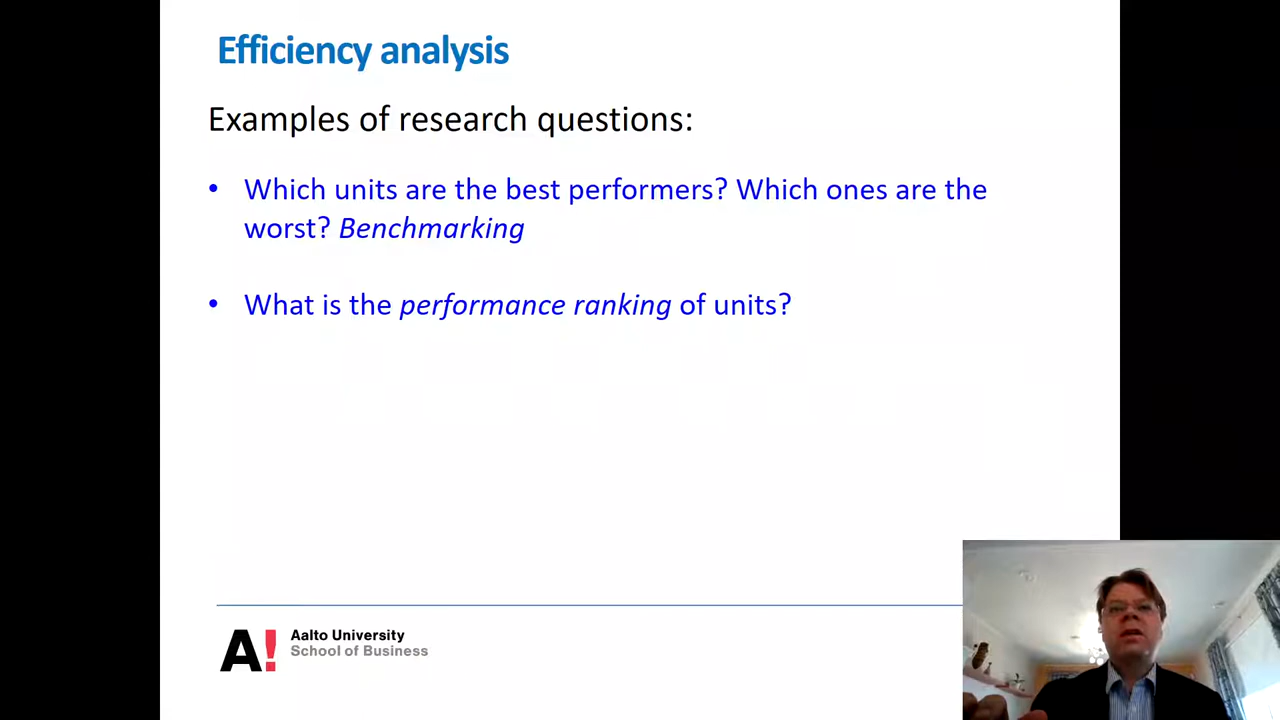 Efficiency analysis
Examples of research questions:
• Which units are the best performers? Which ones are the
worst? Benchmarking
• What is the performance ranking of units?
A!
Aalto University
School of Business